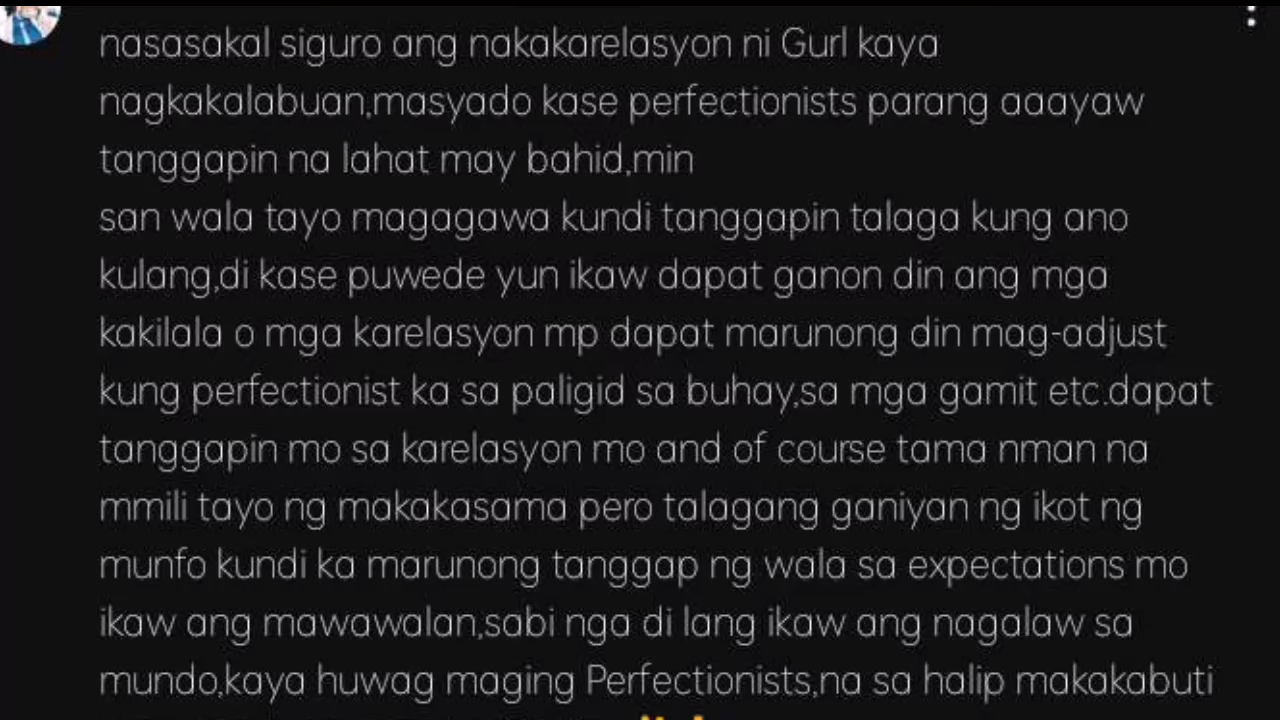 nasasakal siguro ang nakakarelasyon ni Gurl kaya
nagkakalabuan,masyado kase perfectionists parang aaayaw
tanggapin na lahat may bahid,min
san wala tayo magagawa kundi tanggapin talaga kung ano
kulang,di kase puwede yun ikaw dapat ganon din ang mga
kakilala o mga karelasyon mp dapat marunong din mag-adjust
kung perfectionist ka sa paligid sa buhay,sa mga gamit etc.dapat
tanggapin mo sa karelasyon mo and of course tama nman na
mmili tayo ng makakasama pero talagang ganiyan ng ikot ng
munfo kundi ka marunong tanggap ng wala sa expectations mo
ikaw ang mawawalan,sabi nga di lang ikaw ang nagalaw sa
mundo,kaya huwag maging Perfectionists,na sa halip makakabuti